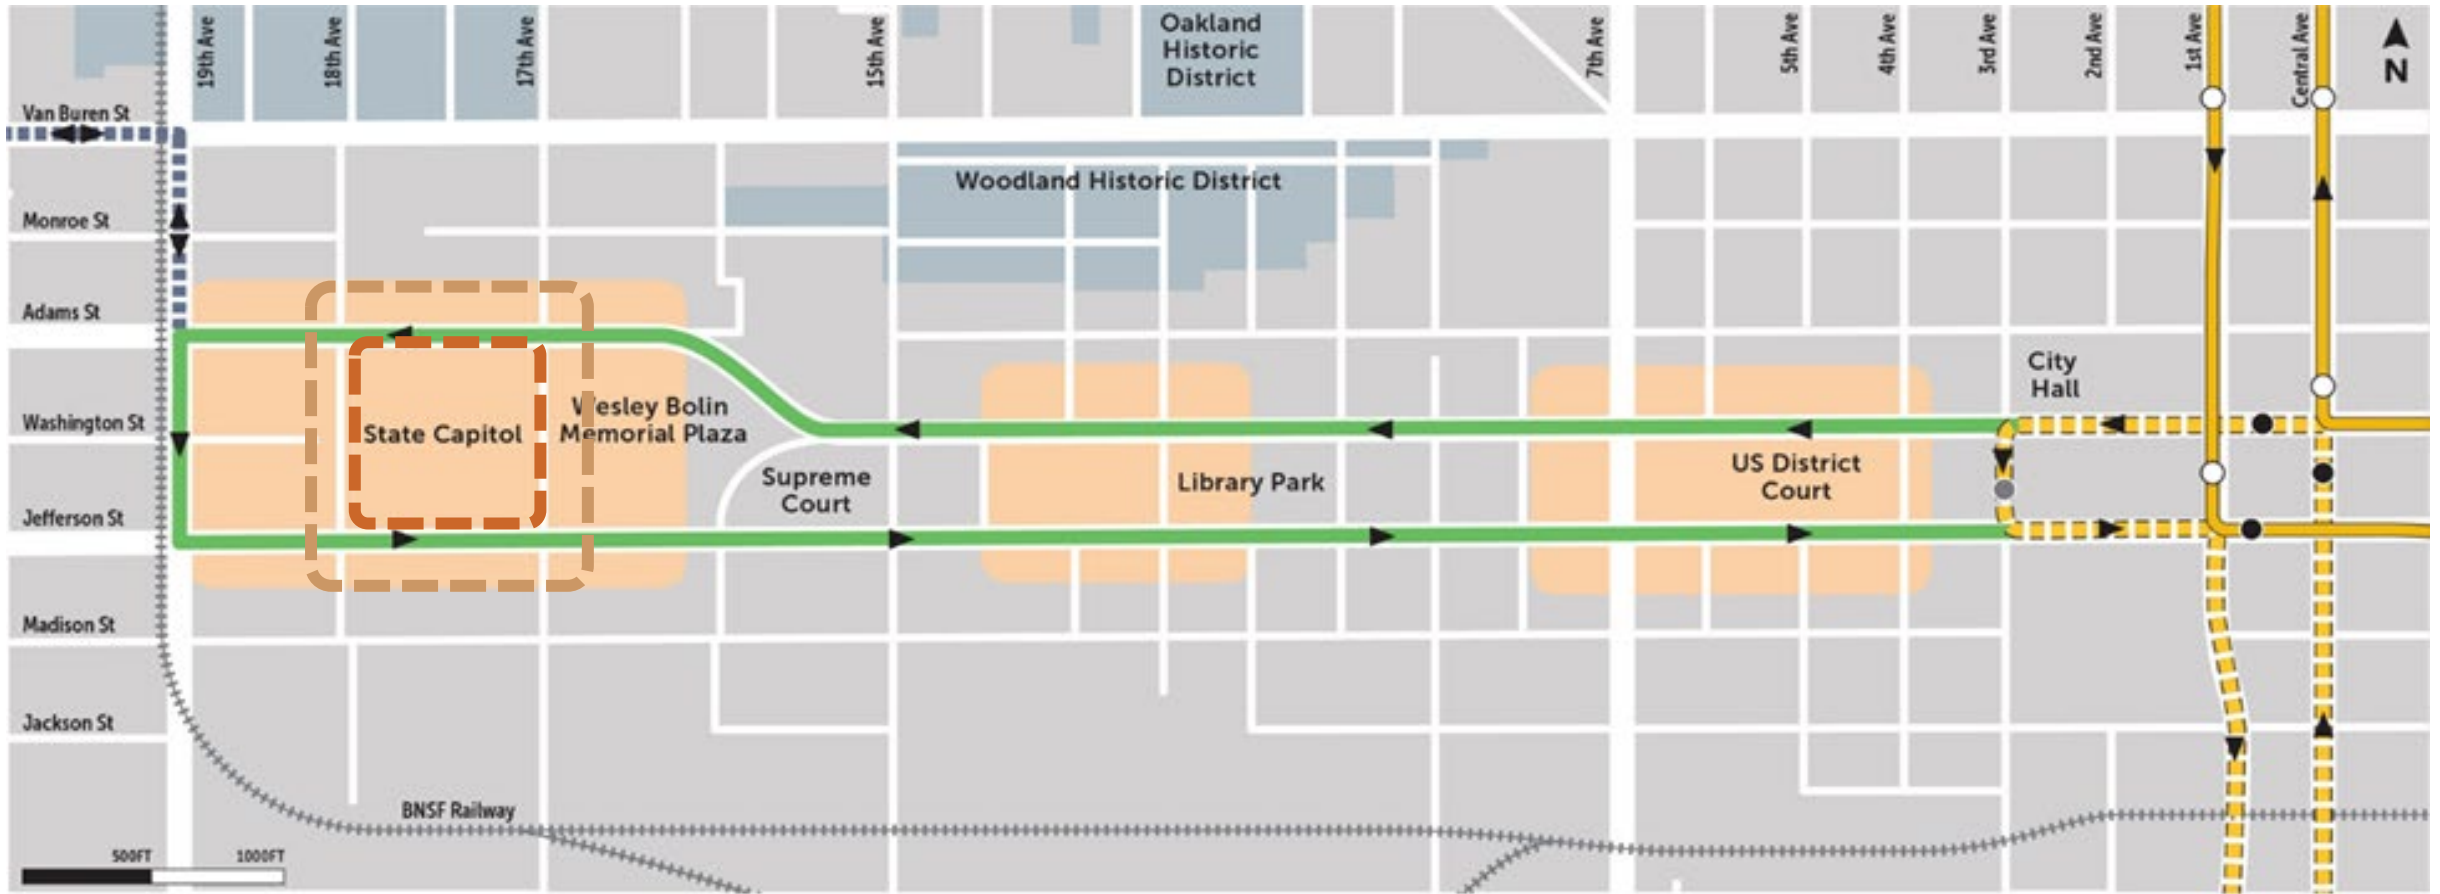 19th Ave
18th Ave
17th Ave
15th Ave
Oakland
Historic
District
7th Ave
5th Ave
4th Ave
3rd Ave
2nd Ave
1st Ave
Central Ave
N
Van Buren St
Woodland Historic District
Monroe St
Adams St
City
Hall
Washington St
State Capitol
Wesley Bolin
Memorial Plaza
Supreme
Court
Library Park
US District
Court
Jefferson St
Madison St
Jackson St
BNSF Railway
500FT
1000FT